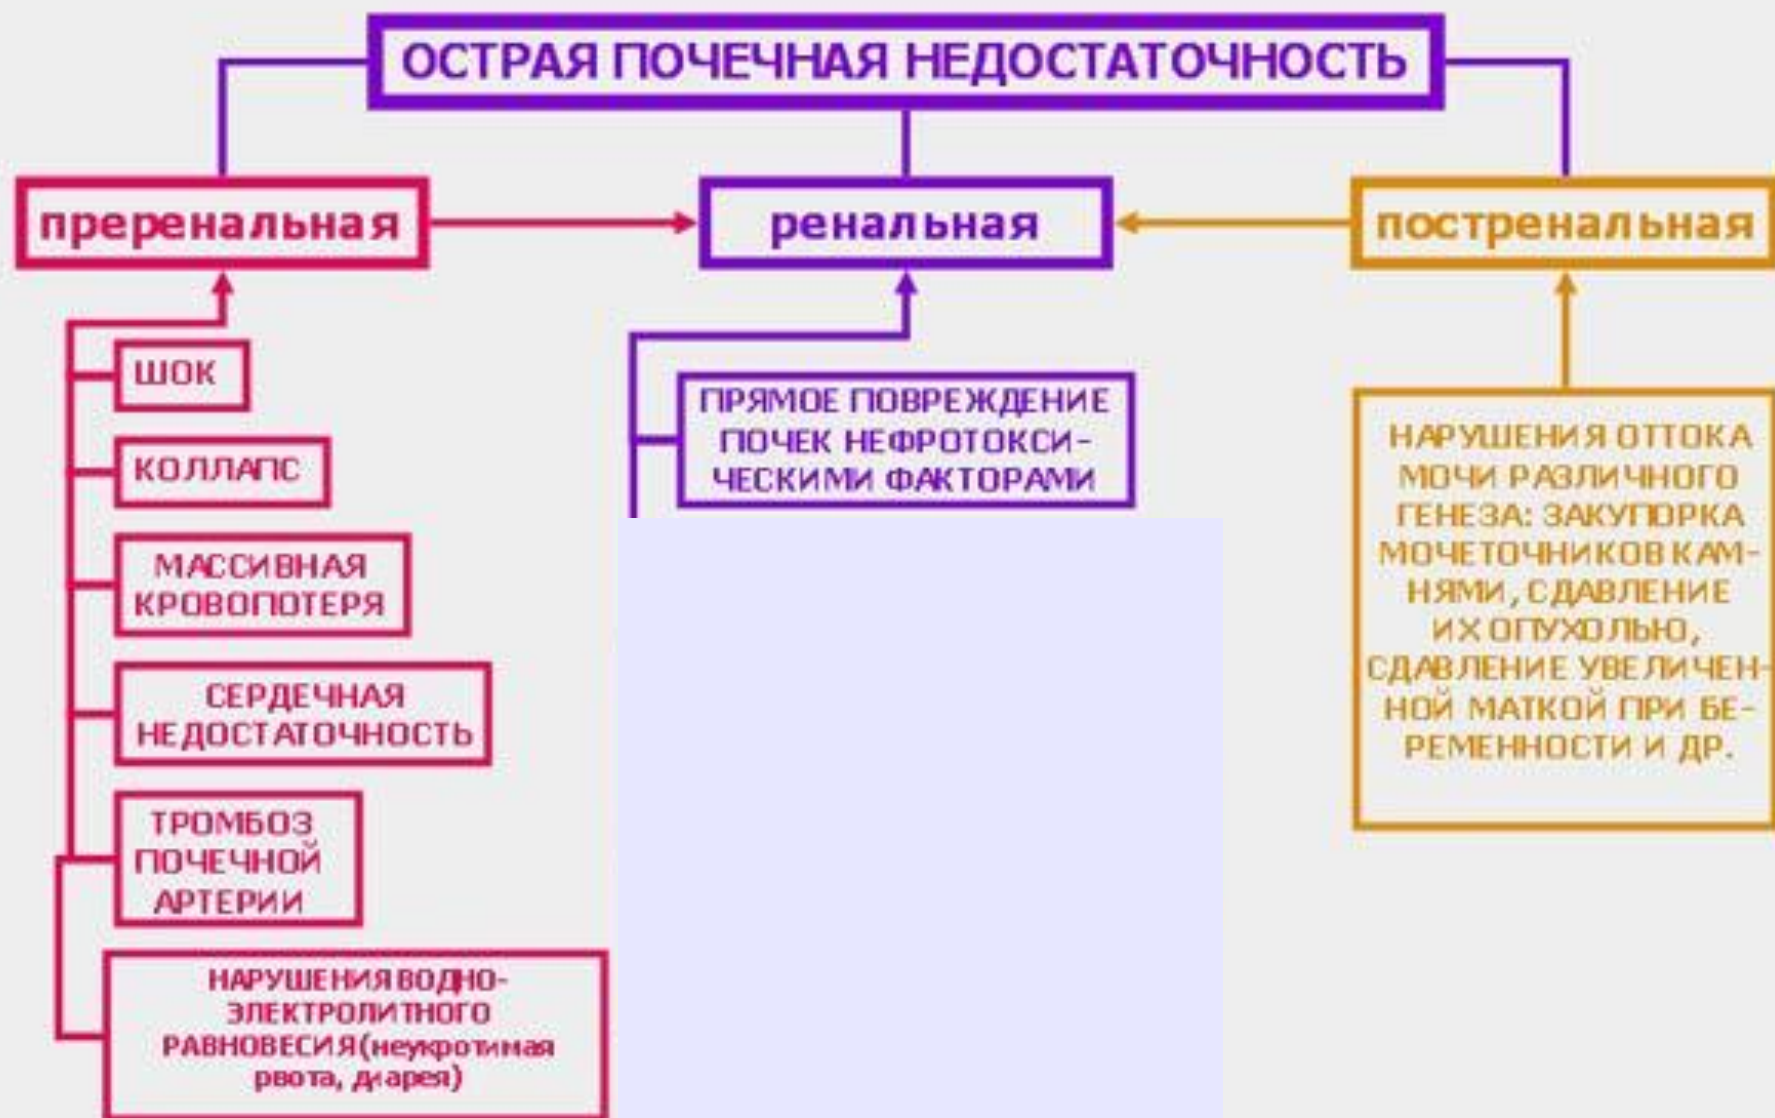 ОСТРАЯ ПОЧЕЧНАЯ НЕДОСТАТОЧНОСТЬ
преренальная
ренальная
постренальная
ШОК
КОЛЛАПС
МАССИВНАЯ
КРОВОПОТЕРЯ
СЕРДЕЧНАЯ
НЕДОСТАТОЧНОСТЬ
ТРОМБОЗ
ПОЧЕЧНОЙ
АРТЕРИИ
НАРУШЕНИЯ ВОДНО-
ЭЛЕКТРОЛИТНОГО
РАВНОВЕСИЯ (неукротимая
рвота, диарея)
ПРЯМОЕ ПОВРЕЖДЕНИЕ
ПОЧЕК НЕФРОТОКСИ-
ЧЕСКИМИ ФАКТОРАМИ
НАРУШЕНИЯ ОТТОКА
МОЧИ РАЗЛИЧНОГО
ГЕНЕЗА: ЗАКУПОРКА
МОЧЕТОЧНИКОВ КАМ-
НЯМИ, СДАВЛЕНИЕ
ИХ ОПУХОЛЬЮ,
СДАВЛЕНИЕ УВЕЛИЧЕН-
НОЙ МАТКОЙ ПРИ БЕ-
РЕМЕННОСТИ И ДР.